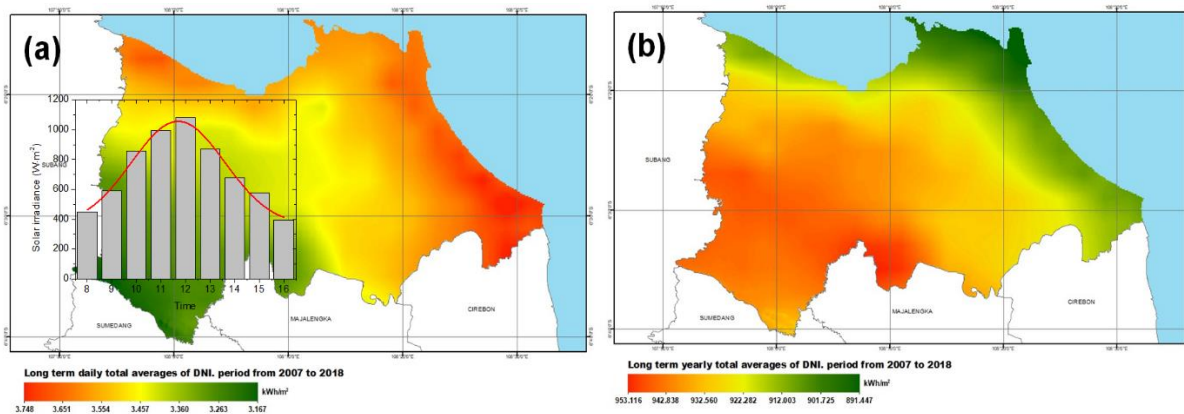 (a)
1200
1000
800
600
400
200
0
Solar irradiance (W·m²)
8 9 10 11 12 13 14 15 16
Time
SUBANG
SUMEDANG
MAJALENGKA
CIREBON
Long term daily total averages of DNI. period from 2007 to 2018
kWh/m²
3.748 3.651 3.554 3.457 3.360 3.263 3.167
(b)
SUBANG
SUMEDANG
MAJALENGKA
CIREBON
Long term yearly total averages of DNI. period from 2007 to 2018
kWh/m²
953.116 942.838 932.560 922.282 912.003 901.725 891.447